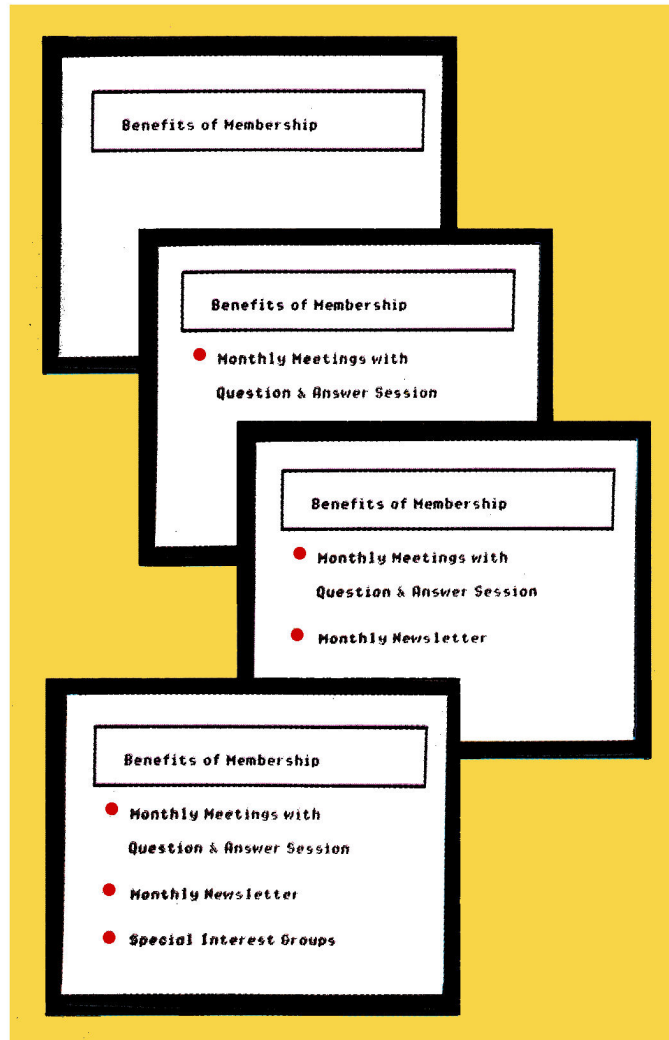 Benefits of Membership
Benefits of Membership
Monthly Meetings with
Question & Answer Session
Benefits of Membership
Monthly Meetings with
Question & Answer Session
Monthly Newsletter
Benefits of Membership
Monthly Meetings with
Question & Answer Session
Monthly Newsletter
Special Interest Groups